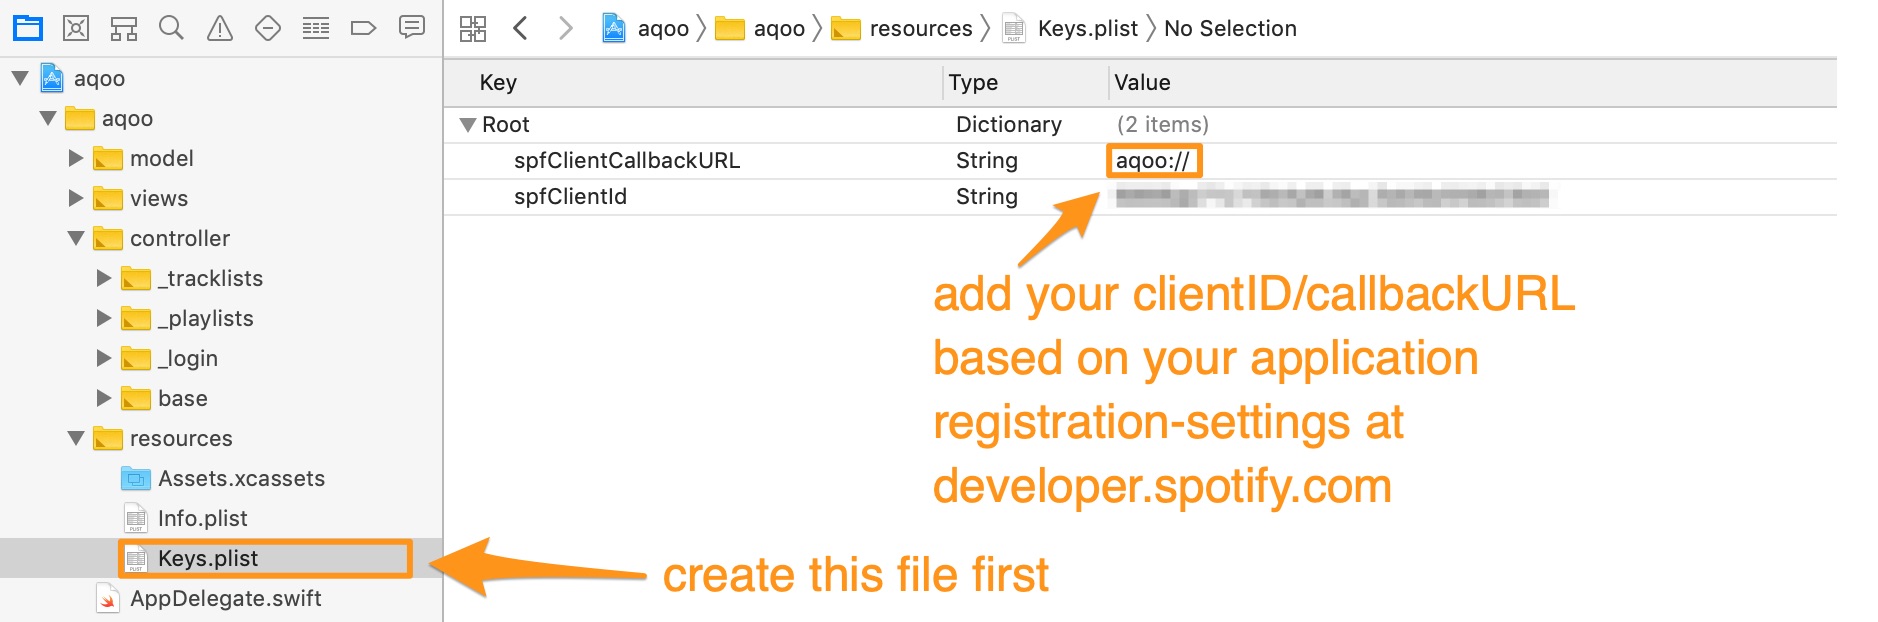 aqoo aqoo resources Keys.plist No Selection
aqoo
aqoo
model
views
controller
_tracklists
_playlists
_login
base
resources
Assets.xcassets
Info.plist
Keys.plist
AppDelegate.swift
Key Type Value
Root Dictionary (2 items)
spfClientCallbackURL String aqoo://
spfClientId String
add your clientID/callbackURL
based on your application
registration-settings at
developer.spotify.com
create this file first